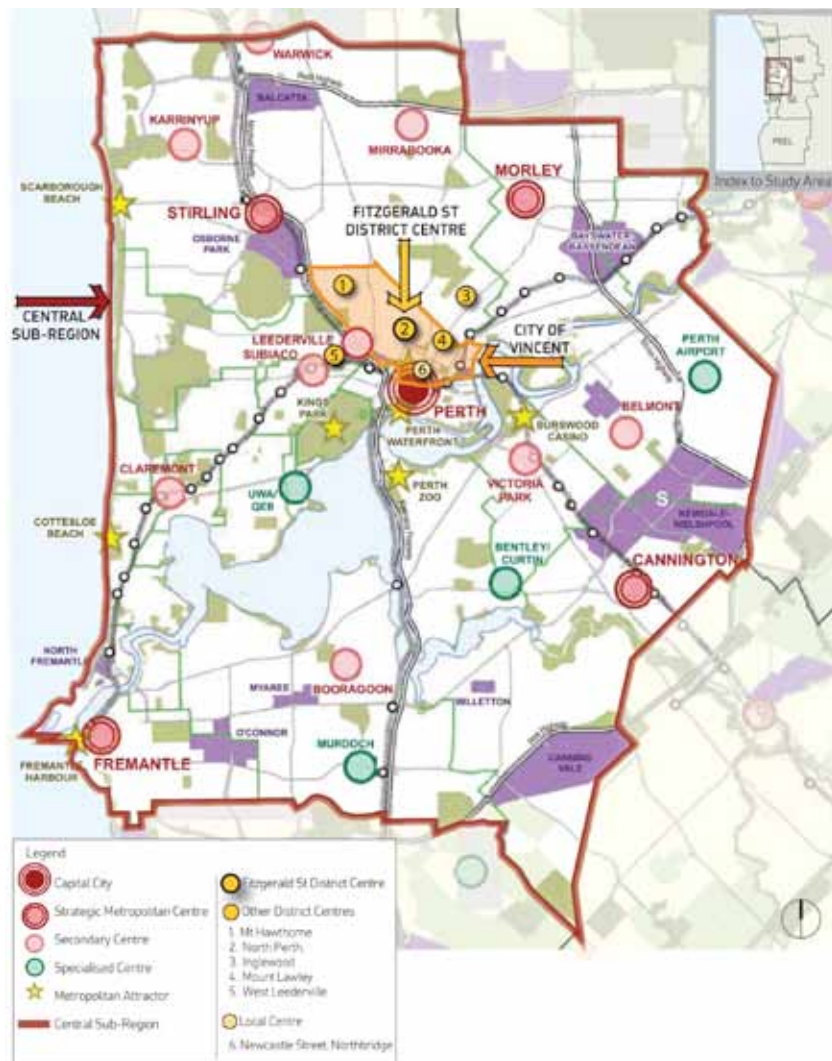 WARWICK
Reid Highway
BALCATTA
KARRINYUP
MIRRABOOKA
MORLEY
PEEL
Index to Study Area
SCARBOROUGH
BEACH
STIRLING
FITZGERALD ST
DISTRICT CENTRE
OSBORNE
PARK
BAYSWATER
BASSENDEAN
1
3
CENTRAL
SUB-REGION
2
4
CITY OF
VINCENT
LEEDERVILLE
SUBIACO
5
6
PERTH
AIRPORT
KINGS
PARK
PERTH
PERTH
WATERFRONT
BURSWOOD
CASINO
BELMONT
CLAREMONT
UWA/
QEII
PERTH
ZOO
VICTORIA
PARK
S
KEWDALE-
WELSHPOOL
COTTESLOE
BEACH
BENTLEY/
CURTIN
CANNINGTON
NORTH
FREMANTLE
MYAREE
BOORAGOON
WILLETTON
O'CONNOR
MURDOCH
FREMANTLE
FREMANTLE
HARBOUR
CANNING
VALE
Legend
Capital City
Strategic Metropolitan Centre
Secondary Centre
Specialised Centre
Metropolitan Attractor
Central Sub-Region
Fitzgerald St District Centre
Other District Centres
1. Mt Hawthorne
2. North Perth
3. Inglewood
4. Mount Lawley
5. West Leederville
Local Centre
6. Newcastle Street, Northbridge